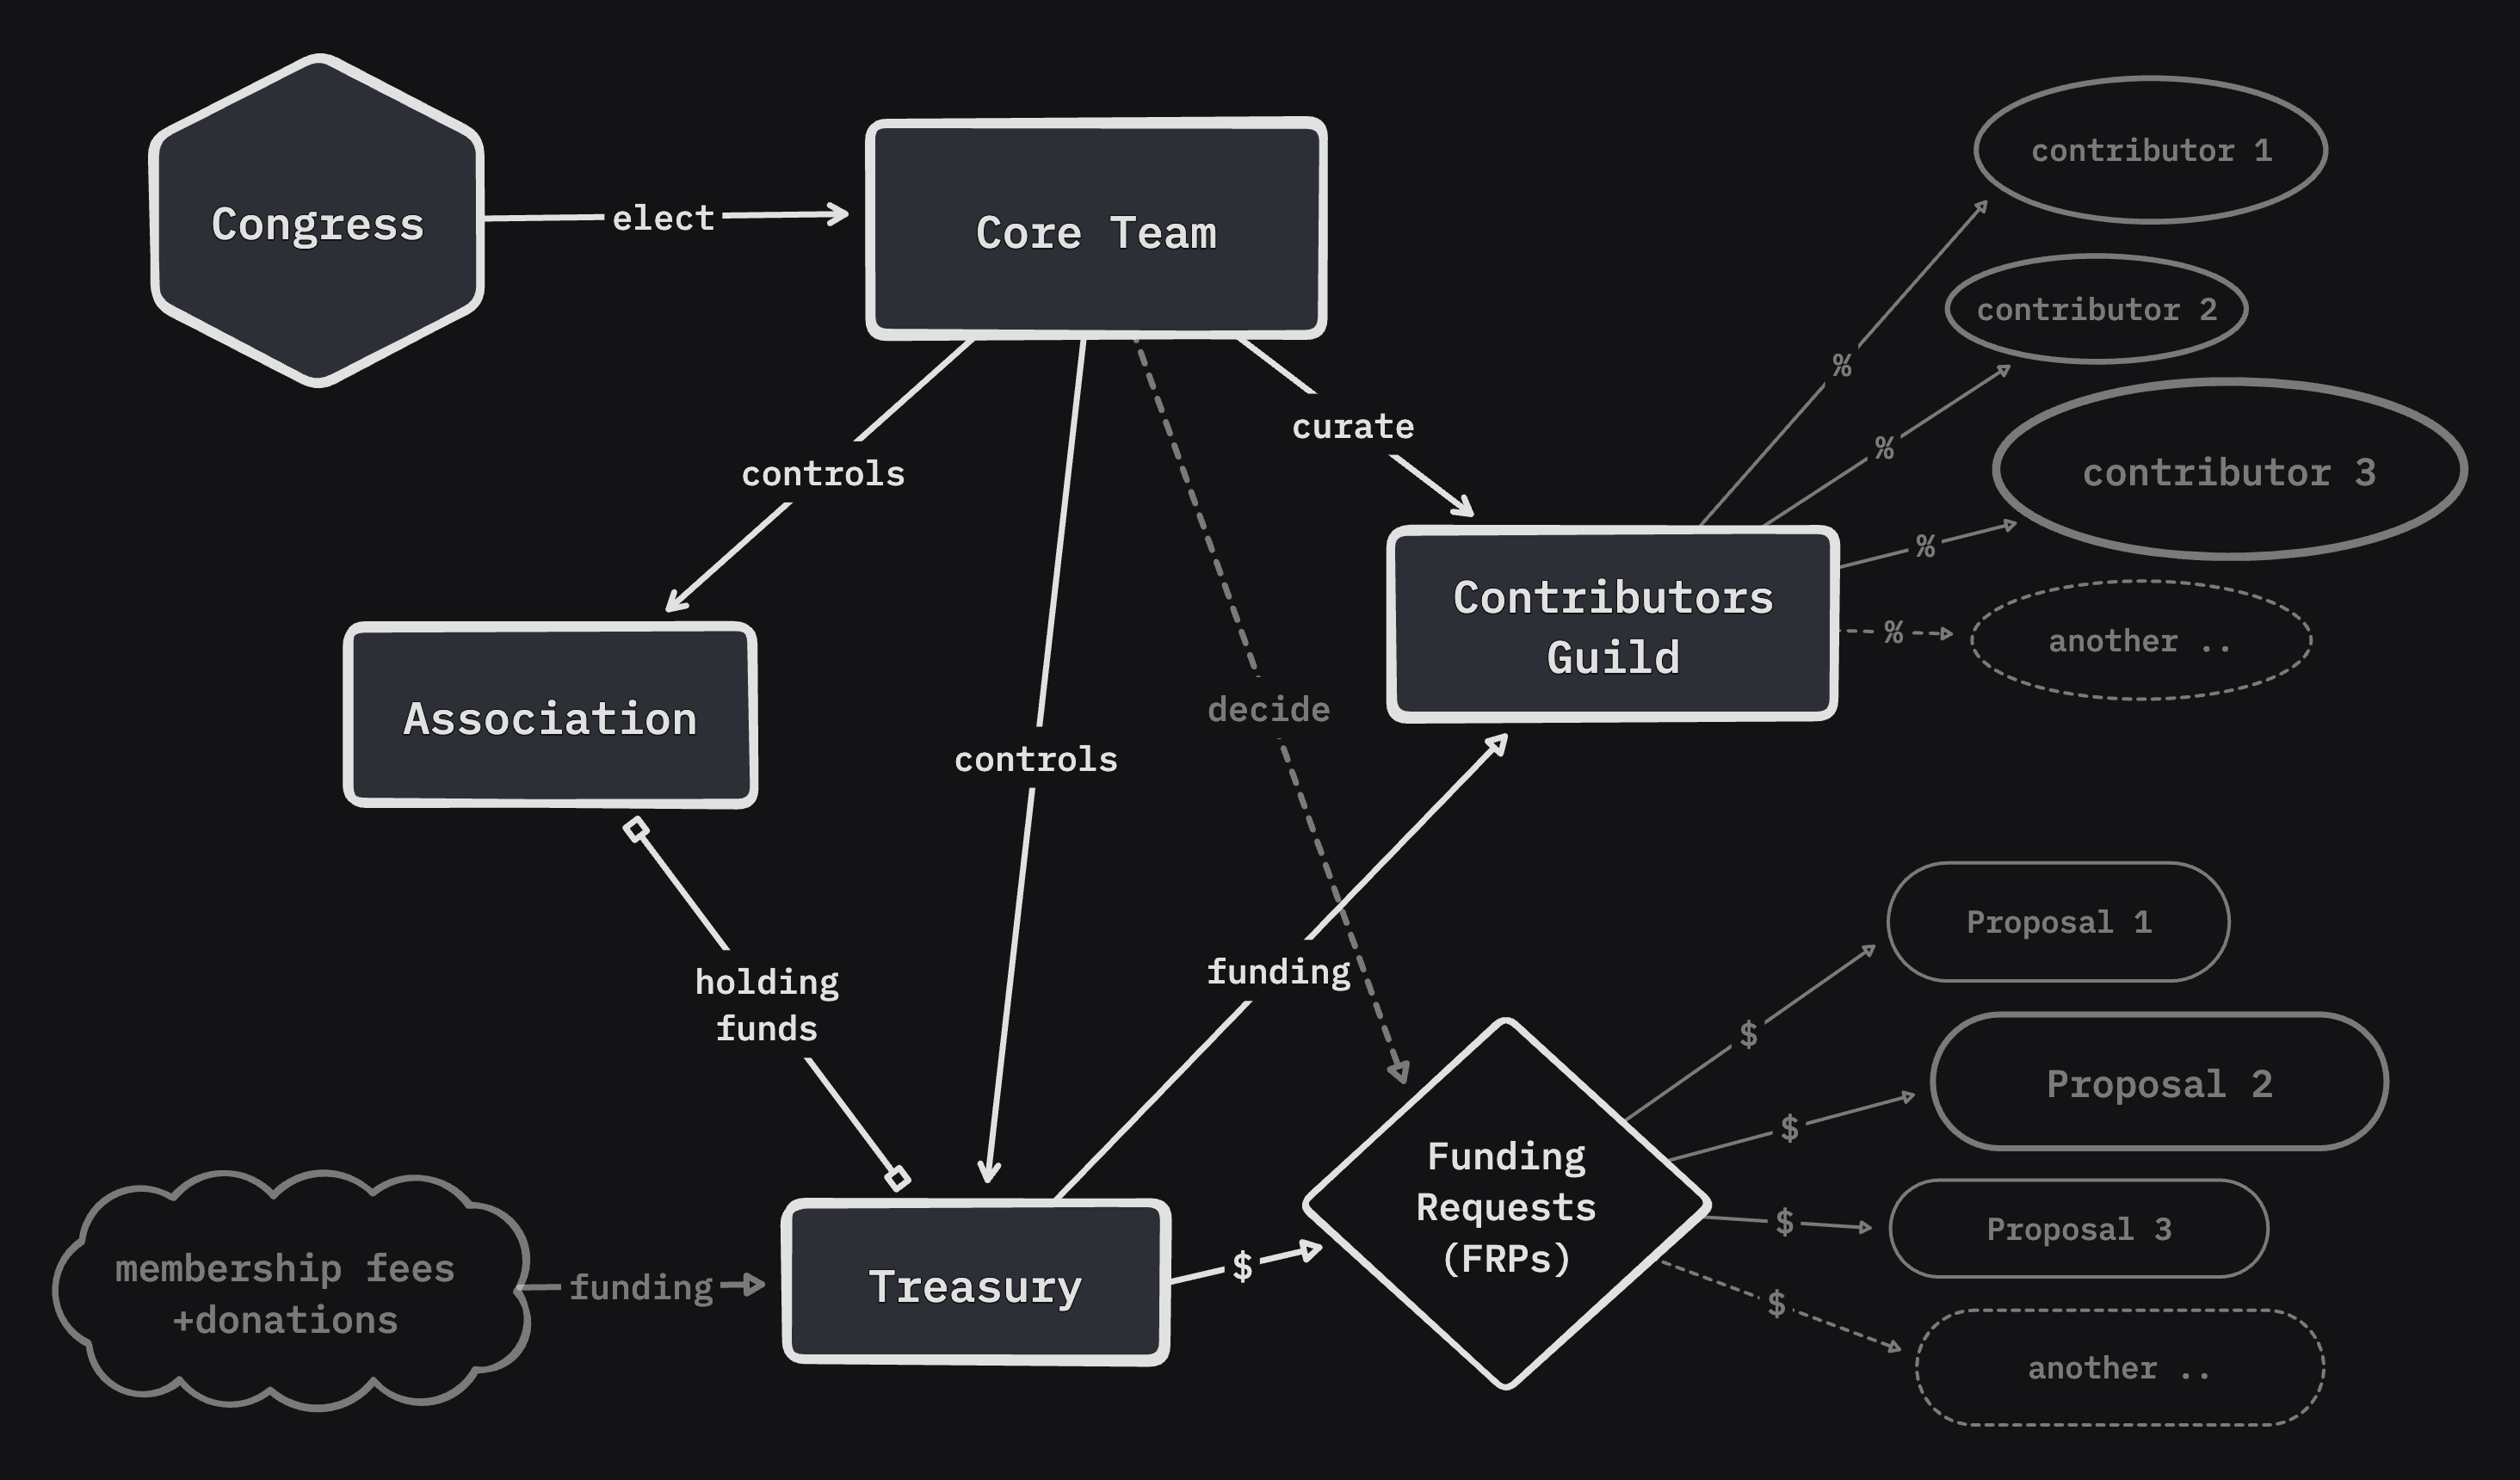 Congress
elect
Core Team
contributor 1
contributor 2
%
curate
%
contributor 3
controls
%
Contributors
Guild
%
another ..
Association
decide
controls
Proposal 1
funding
holding
funds
$
Proposal 2
$
Funding
Requests
(FRPs)
$
Proposal 3
membership fees
+donations
funding
Treasury
$
$
another ..